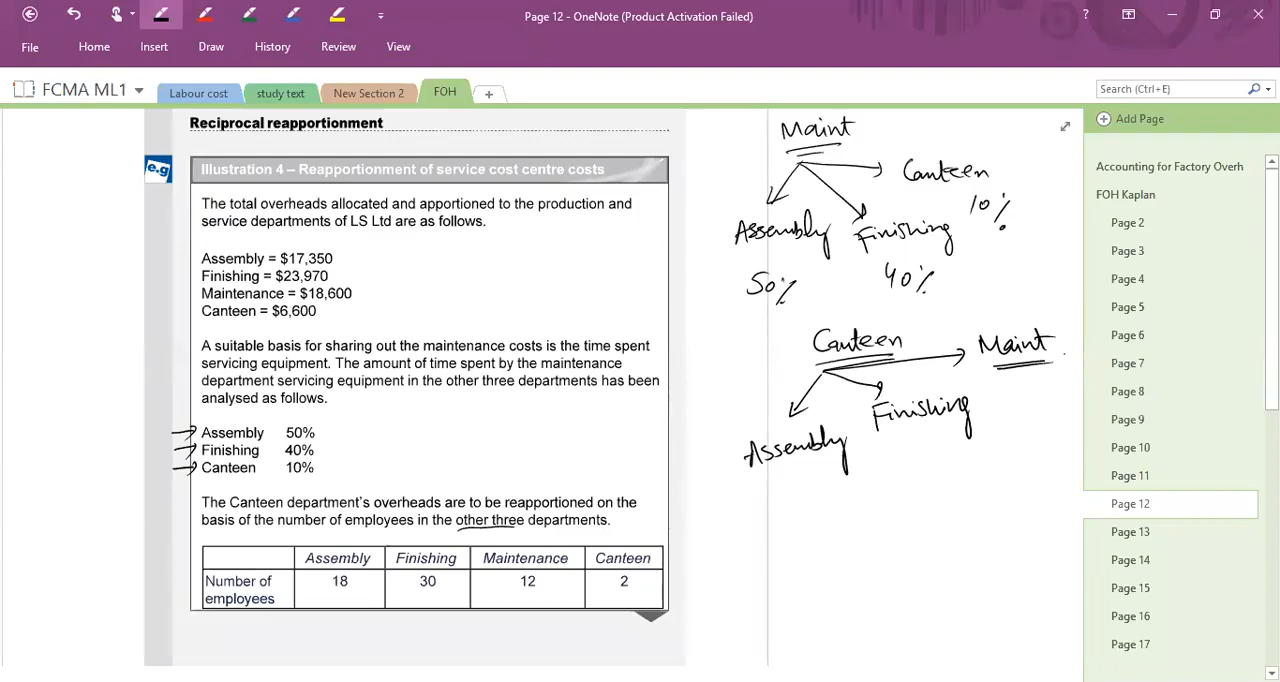 Page 12 - OneNote (Product Activation Failed)
?
File Home Insert Draw History Review View
FCMA ML1
Labour cost
study text
New Section 2
FOH
+
Search (Ctrl+E)
Reciprocal reapportionment
e.g
Illustration 4 – Reapportionment of service cost centre costs
The total overheads allocated and apportioned to the production and
service departments of LS Ltd are as follows.
Assembly = $17,350
Finishing = $23,970
Maintenance = $18,600
Canteen = $6,600
A suitable basis for sharing out the maintenance costs is the time spent
servicing equipment. The amount of time spent by the maintenance
department servicing equipment in the other three departments has been
analysed as follows.
Assembly 50%
Finishing 40%
Canteen 10%
The Canteen department's overheads are to be reapportioned on the
basis of the number of employees in the other three departments.
Assembly Finishing Maintenance Canteen
Number of employees 18 30 12 2
Maint
Canteen
10%
Assembly Finishing
50% 40%
Canteen Maint
Finishing
Assembly
Add Page
Accounting for Factory Overh
FOH Kaplan
Page 2
Page 3
Page 4
Page 5
Page 6
Page 7
Page 8
Page 9
Page 10
Page 11
Page 12
Page 13
Page 14
Page 15
Page 16
Page 17